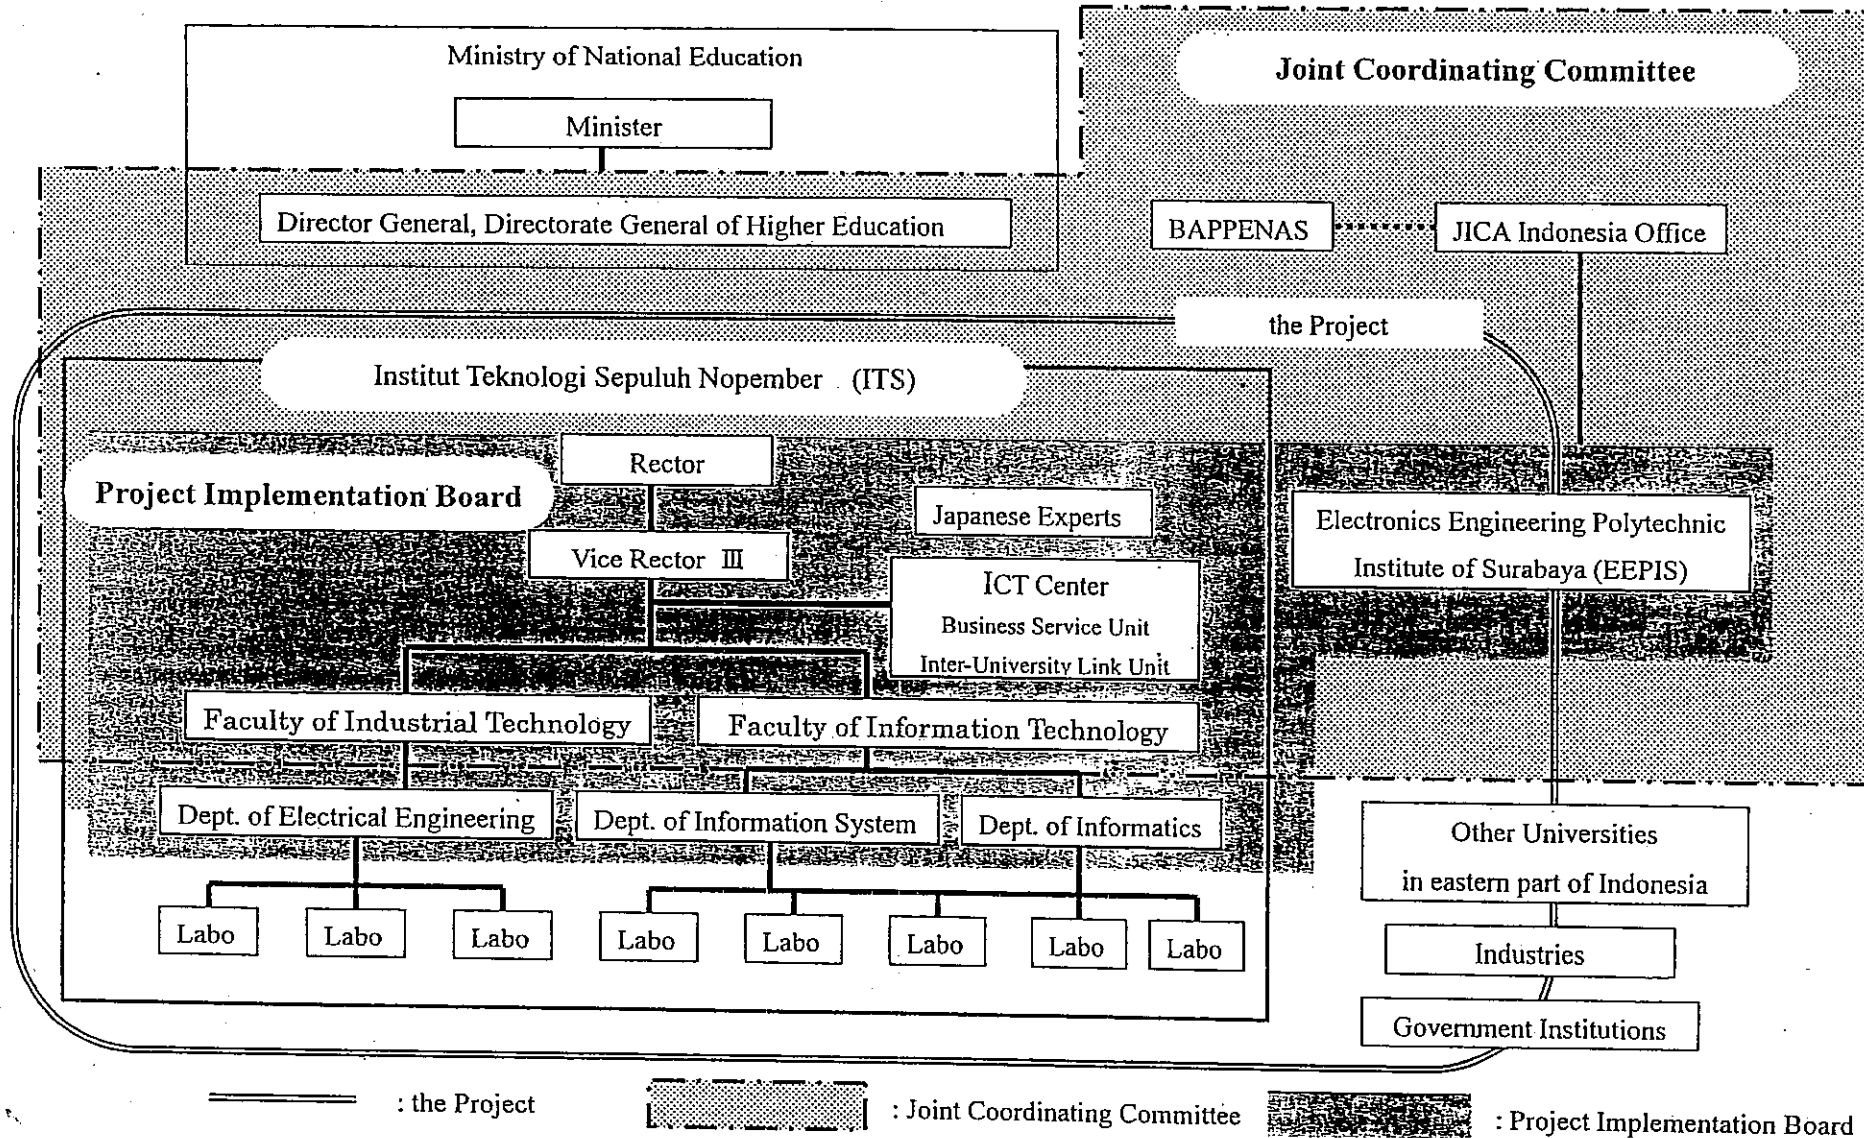 Ministry of National Education
Minister
Director General, Directorate General of Higher Education
Joint Coordinating Committee
BAPPENAS
JICA Indonesia Office
the Project
Institut Teknologi Sepuluh Nopember (ITS)
Project Implementation Board
Rector
Vice Rector III
Japanese Experts
ICT Center
Business Service Unit
Inter-University Link Unit
Electronics Engineering Polytechnic
Institute of Surabaya (EEPIS)
Faculty of Industrial Technology
Faculty of Information Technology
Dept. of Electrical Engineering
Dept. of Information System
Dept. of Informatics
Labo
Labo
Labo
Labo
Labo
Labo
Labo
Labo
Other Universities
in eastern part of Indonesia
Industries
Government Institutions
: the Project
: Joint Coordinating Committee
: Project Implementation Board